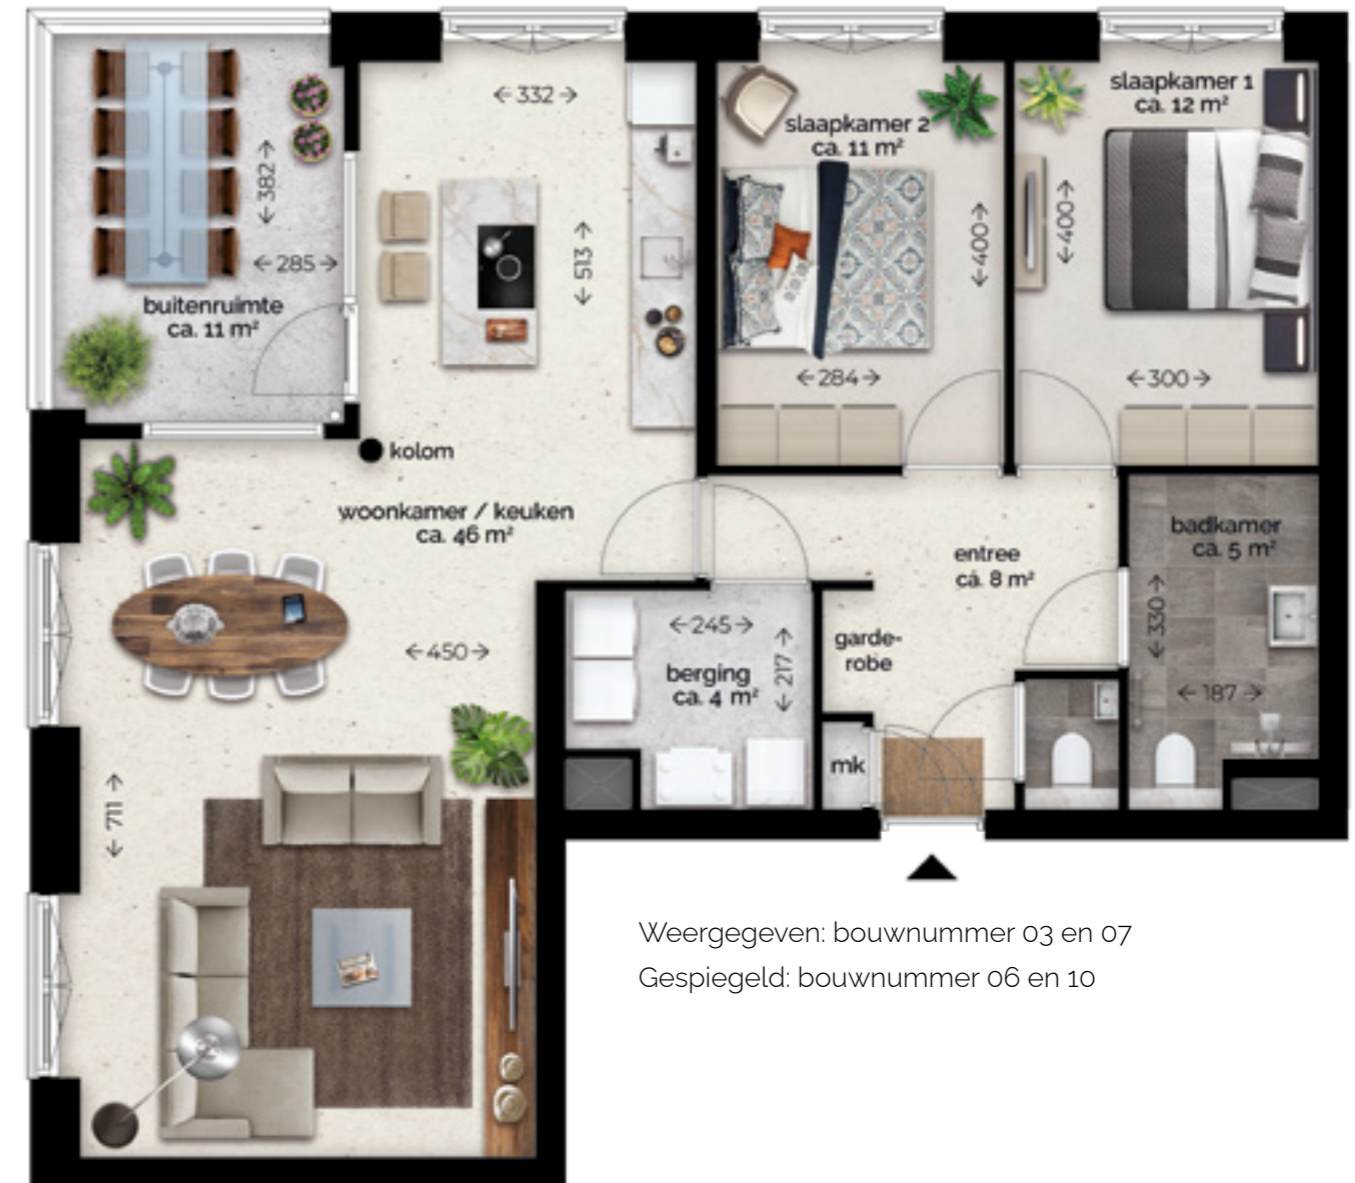 slaapkamer 1
ca. 12 m²
332
slaapkamer 2
ca. 11 m²
382
400
400
513
285
buitenruimte
ca. 11 m²
284
300
kolom
woonkamer / keuken
ca. 46 m²
badkamer
ca. 5 m²
entree
cá. 8 m²
330
245
garde-
robe
217
450
berging
ca. 4 m²
187
mk
711
Weergegeven: bouwnummer 03 en 07
Gespiegeld: bouwnummer 06 en 10